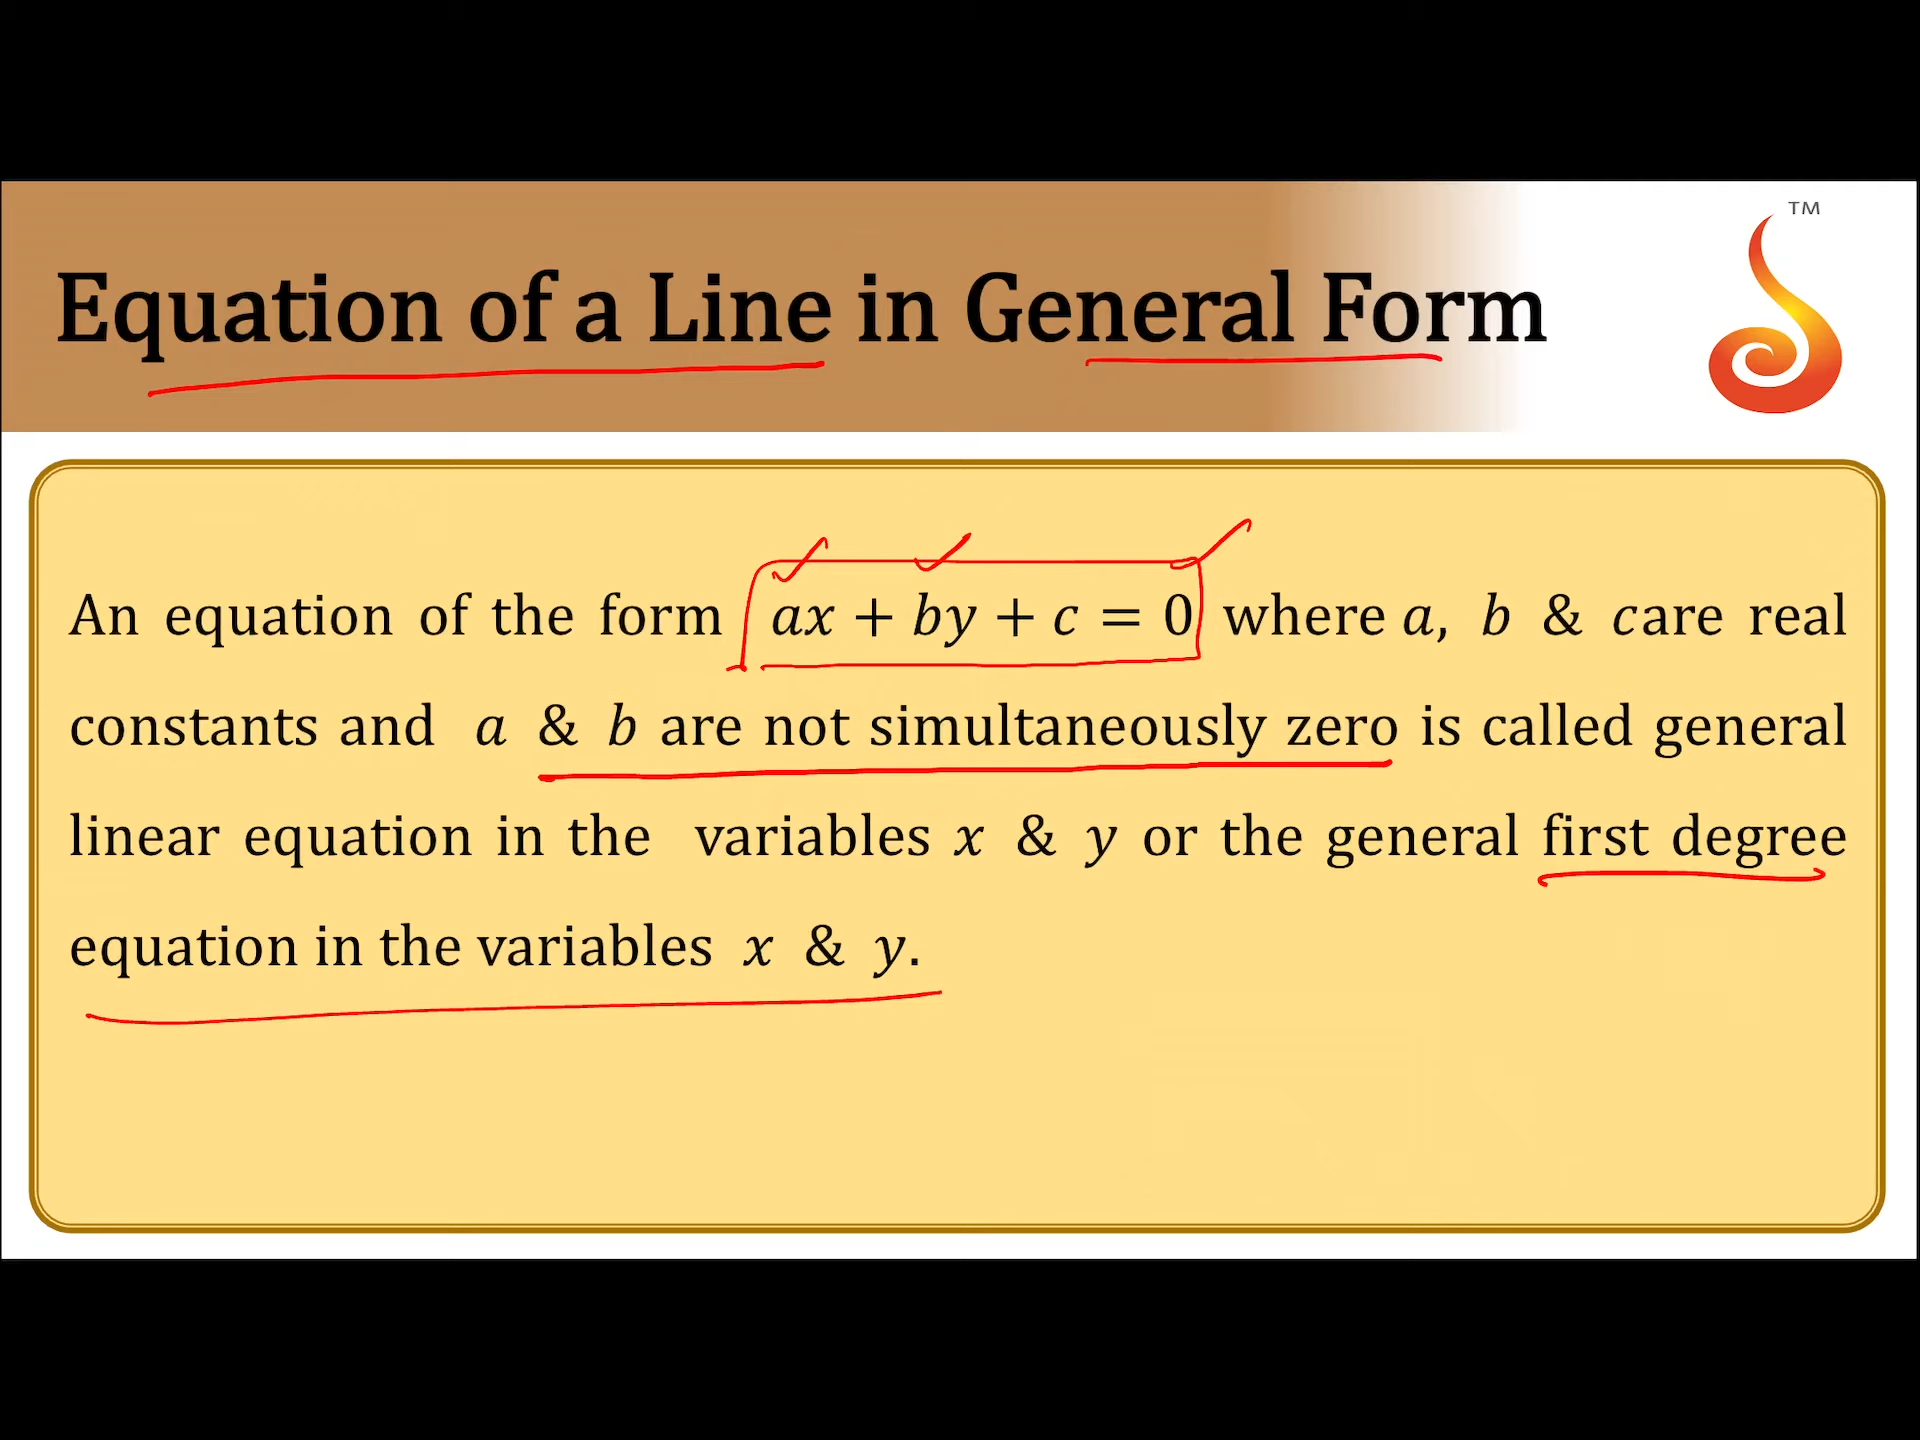 TM
Equation of a Line in General Form
An equation of the form ax + by + c = 0 where a, b & care real
constants and a & b are not simultaneously zero is called general
linear equation in the variables x & y or the general first degree
equation in the variables x & y.